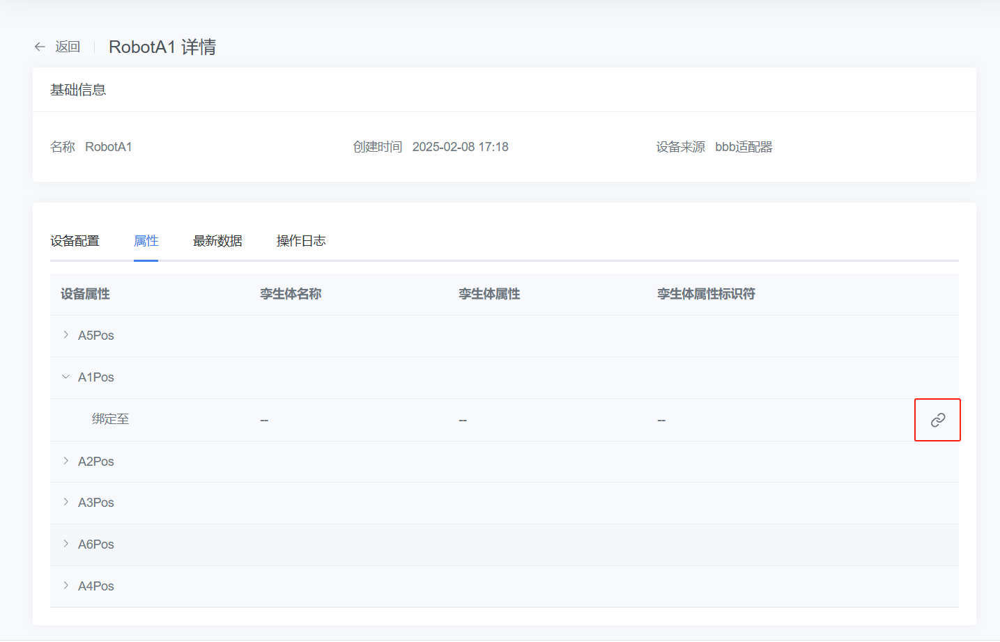 返回 RobotA1 详情
基础信息
名称 RobotA1 创建时间 2025-02-08 17:18 设备来源 bbb适配器
设备配置 属性 最新数据 操作日志
设备属性 孪生体名称 孪生体属性 孪生体属性标识符
A5Pos
A1Pos
绑定至 -- -- --
A2Pos
A3Pos
A6Pos
A4Pos